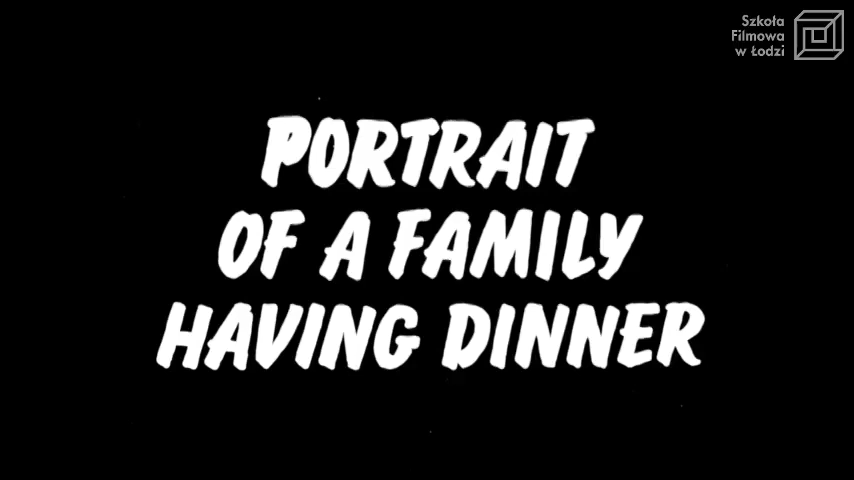 Szkoła
Filmowa
w Łodzi
PORTRAIT
OF A FAMILY
HAVING DINNER